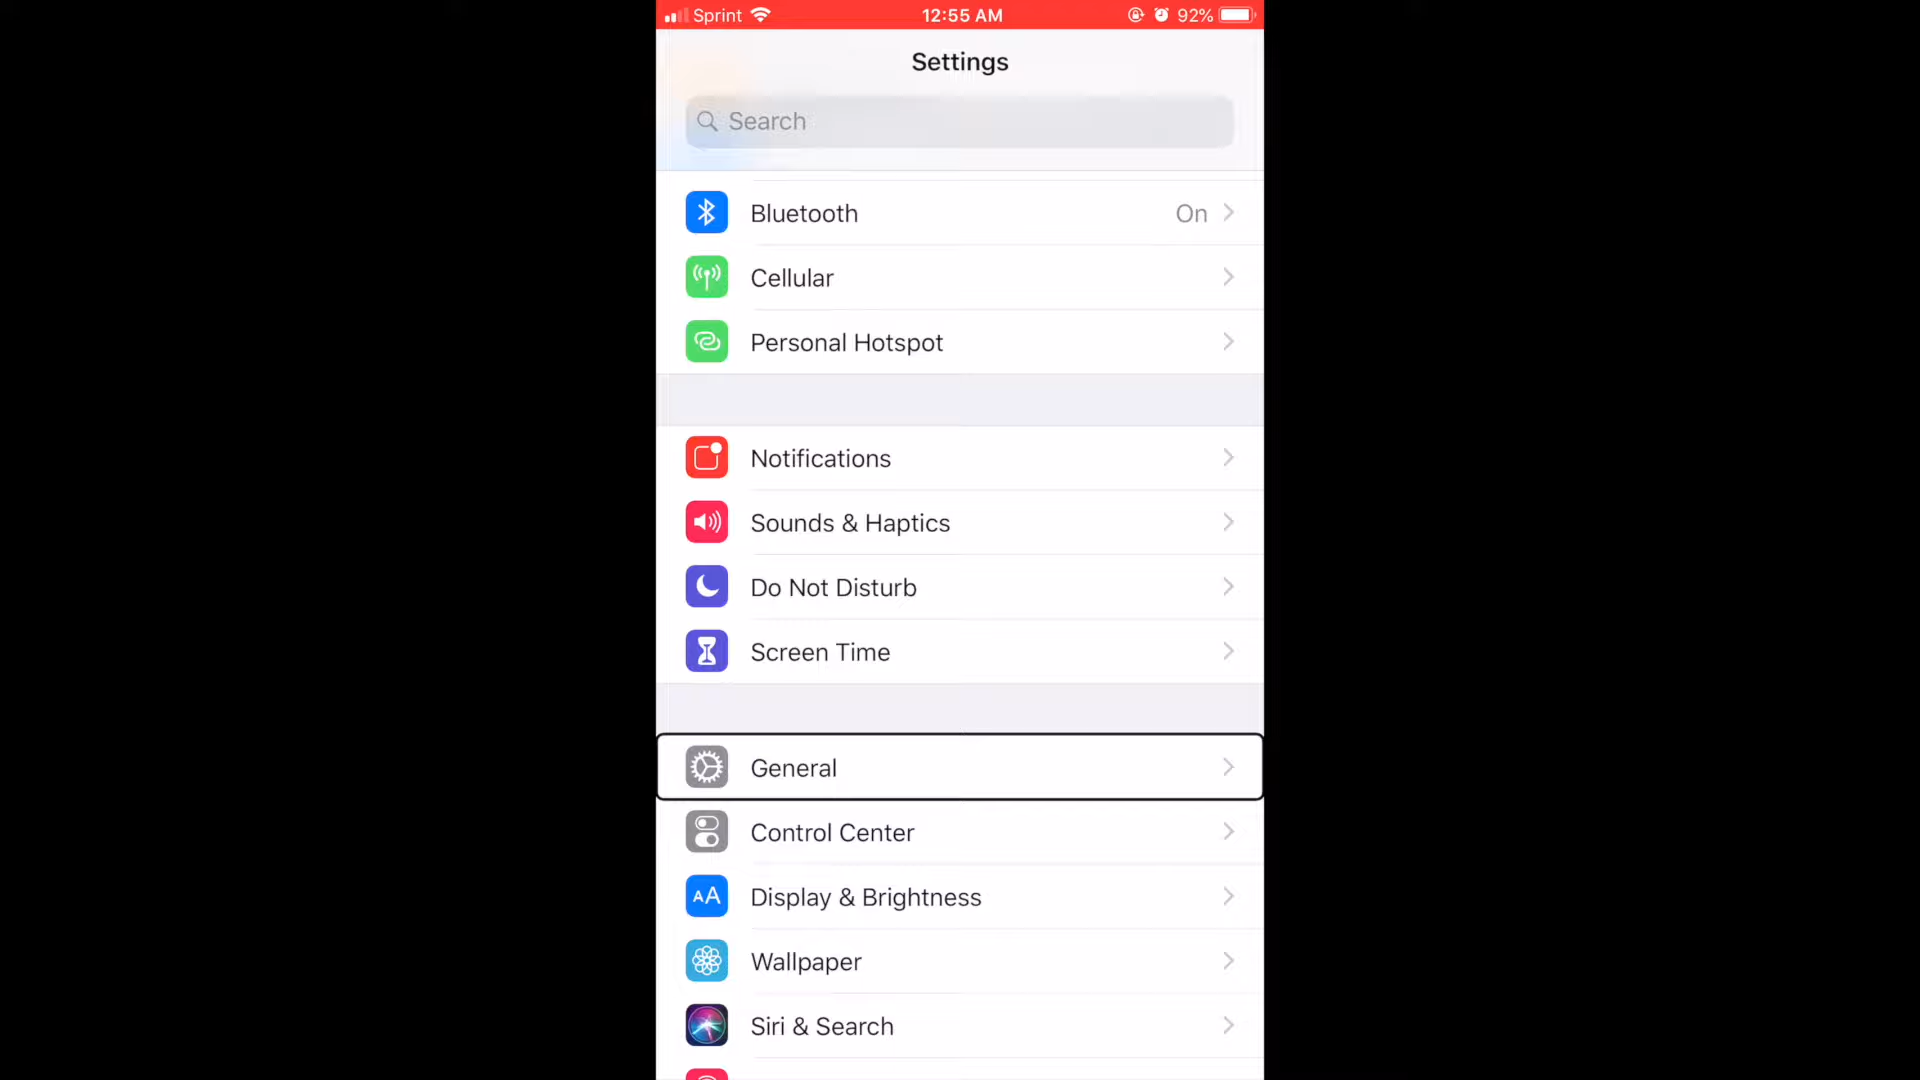 Sprint 12:55 AM 92%
Settings
Search
Bluetooth On
Cellular
Personal Hotspot
Notifications
Sounds & Haptics
Do Not Disturb
Screen Time
General
Control Center
AA Display & Brightness
Wallpaper
Siri & Search